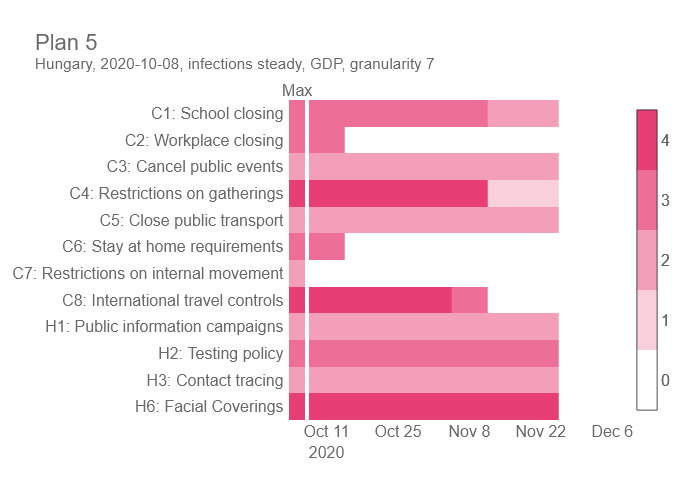 Plan 5
Hungary, 2020-10-08, infections steady, GDP, granularity 7
Max
C1: School closing
C2: Workplace closing
C3: Cancel public events
C4: Restrictions on gatherings
C5: Close public transport
C6: Stay at home requirements
C7: Restrictions on internal movement
C8: International travel controls
H1: Public information campaigns
H2: Testing policy
H3: Contact tracing
H6: Facial Coverings
4
3
2
1
0
Oct 11 Oct 25 Nov 8 Nov 22 Dec 6
2020